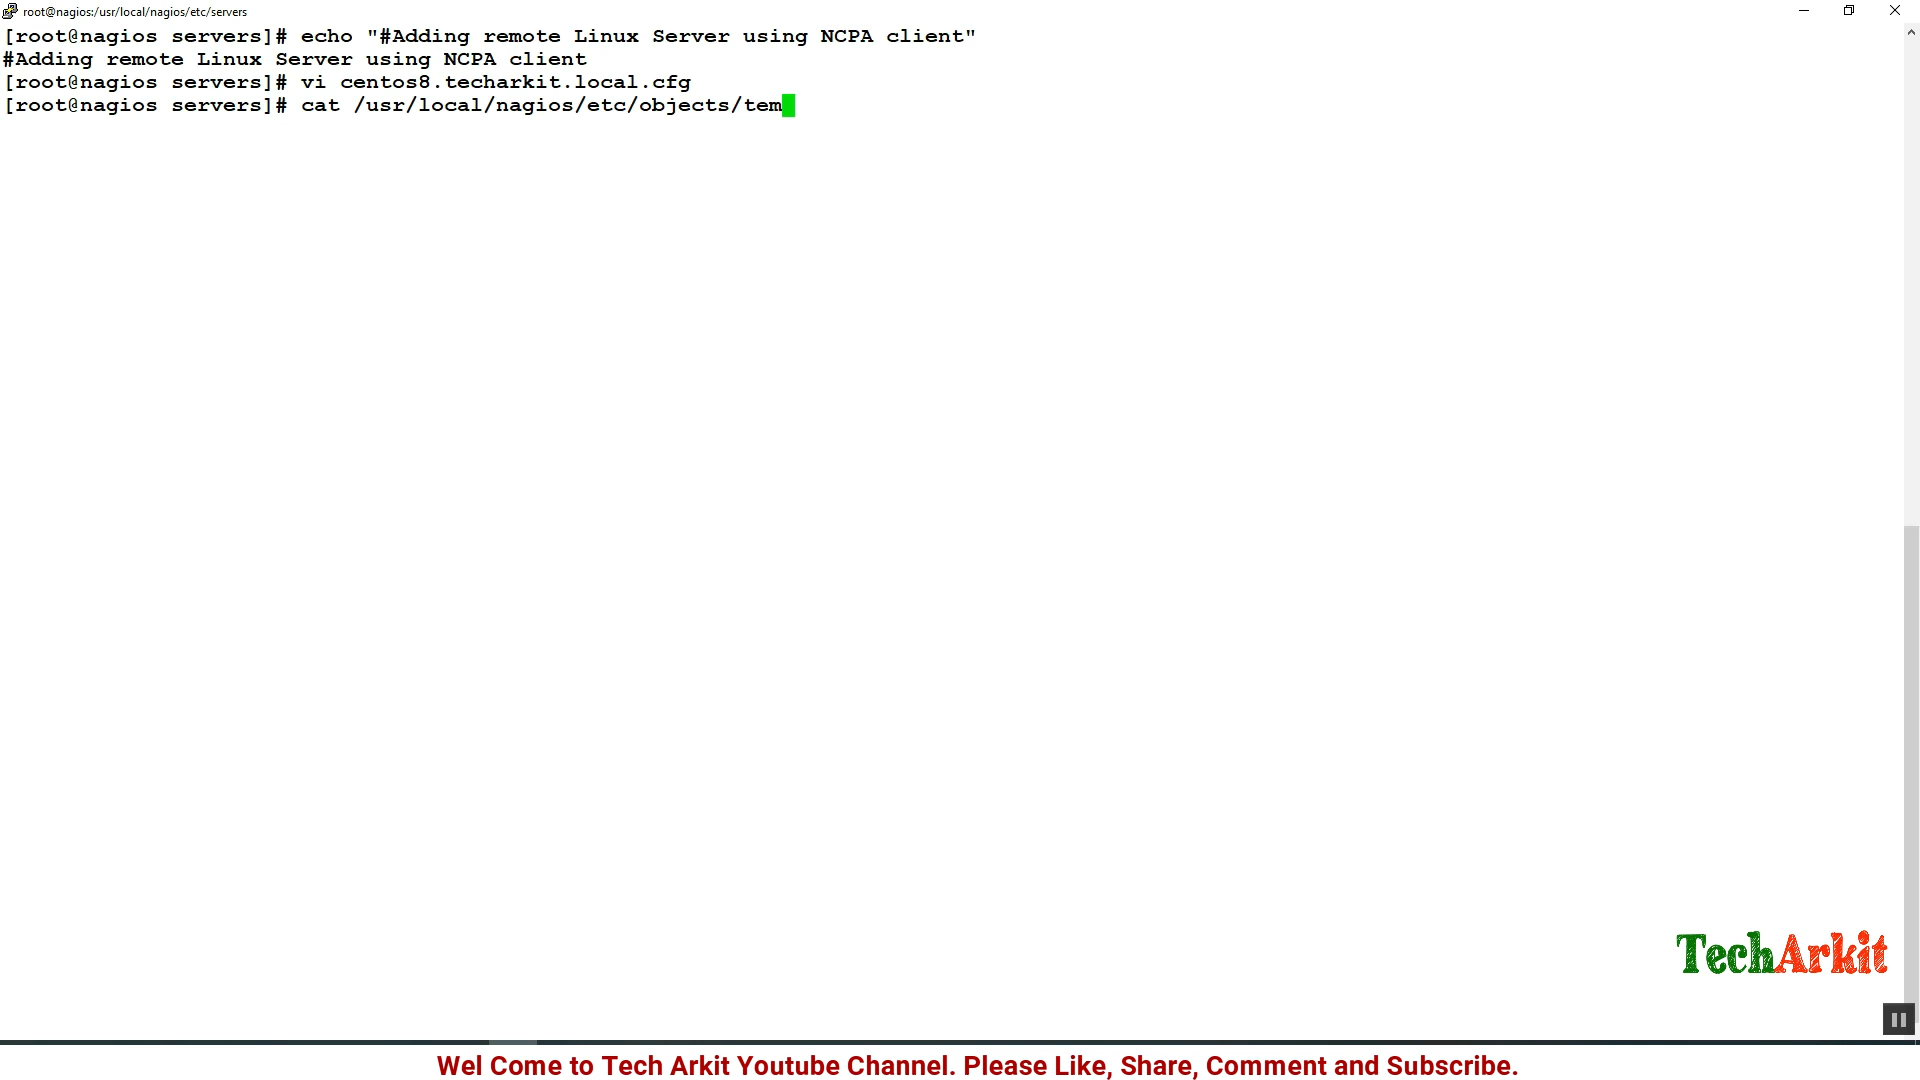 root@nagios:/usr/local/nagios/etc/servers
[root@nagios servers]# echo "#Adding remote Linux Server using NCPA client"
#Adding remote Linux Server using NCPA client
[root@nagios servers]# vi centos8.techarkit.local.cfg
[root@nagios servers]# cat /usr/local/nagios/etc/objects/tem
TechArkit
Wel Come to Tech Arkit Youtube Channel. Please Like, Share, Comment and Subscribe.